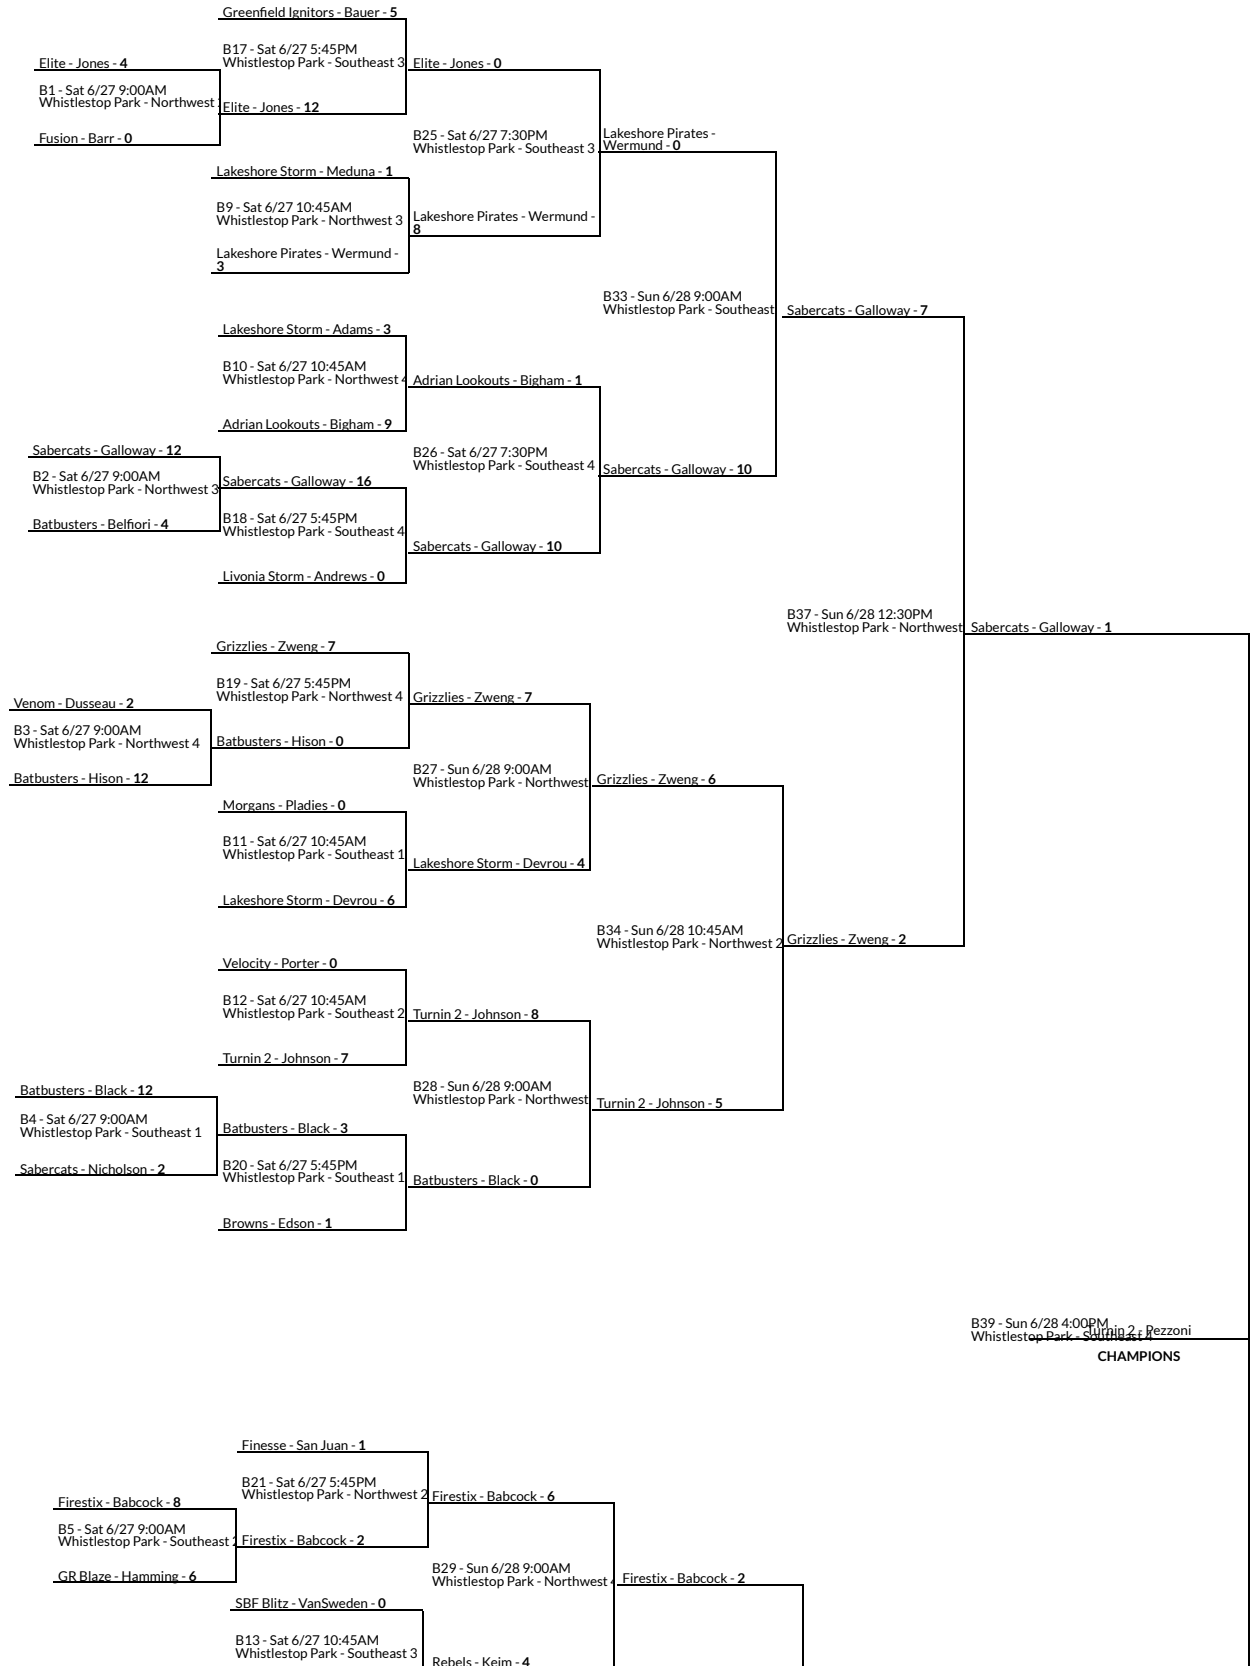 Greenfield Ignitors - Bauer - 5
B17 - Sat 6/27 5:45PM
Whistlestop Park - Southeast 3
Elite - Jones - 4
Elite - Jones - 0
B1 - Sat 6/27 9:00AM
Whistlestop Park - Northwest
Elite - Jones - 12
Fusion - Barr - 0
B25 - Sat 6/27 7:30PM
Whistlestop Park - Southeast 3
Lakeshore Pirates -
Wermund - 0
Lakeshore Storm - Meduna - 1
B9 - Sat 6/27 10:45AM
Whistlestop Park - Northwest 3
Lakeshore Pirates - Wermund -
8
Lakeshore Pirates - Wermund -
3
B33 - Sun 6/28 9:00AM
Whistlestop Park - Southeast
Sabercats - Galloway - 7
Lakeshore Storm - Adams - 3
B10 - Sat 6/27 10:45AM
Whistlestop Park - Northwest 4
Adrian Lookouts - Bigham - 1
Adrian Lookouts - Bigham - 9
Sabercats - Galloway - 12
B26 - Sat 6/27 7:30PM
Whistlestop Park - Southeast 4
Sabercats - Galloway - 10
B2 - Sat 6/27 9:00AM
Whistlestop Park - Northwest 3
Sabercats - Galloway - 16
Batbusters - Belfiori - 4
B18 - Sat 6/27 5:45PM
Whistlestop Park - Southeast 4
Sabercats - Galloway - 10
Livonia Storm - Andrews - 0
B37 - Sun 6/28 12:30PM
Whistlestop Park - Northwest
Sabercats - Galloway - 1
Grizzlies - Zweng - 7
B19 - Sat 6/27 5:45PM
Whistlestop Park - Northwest 4
Grizzlies - Zweng - 7
Venom - Dusseau - 2
B3 - Sat 6/27 9:00AM
Whistlestop Park - Northwest 4
Batbusters - Hison - 0
Batbusters - Hison - 12
B27 - Sun 6/28 9:00AM
Whistlestop Park - Northwest
Grizzlies - Zweng - 6
Morgans - Pladies - 0
B11 - Sat 6/27 10:45AM
Whistlestop Park - Southeast 1
Lakeshore Storm - Devrou - 4
Lakeshore Storm - Devrou - 6
B34 - Sun 6/28 10:45AM
Whistlestop Park - Northwest 2
Grizzlies - Zweng - 2
Velocity - Porter - 0
B12 - Sat 6/27 10:45AM
Whistlestop Park - Southeast 2
Turnin 2 - Johnson - 8
Turnin 2 - Johnson - 7
Batbusters - Black - 12
B28 - Sun 6/28 9:00AM
Whistlestop Park - Northwest
Turnin 2 - Johnson - 5
B4 - Sat 6/27 9:00AM
Whistlestop Park - Southeast 1
Batbusters - Black - 3
Sabercats - Nicholson - 2
B20 - Sat 6/27 5:45PM
Whistlestop Park - Southeast 1
Batbusters - Black - 0
Browns - Edson - 1
B39 - Sun 6/28 4:00PM
Turnin 2 - Pezzoni
Whistlestop Park - Southeast 4
CHAMPIONS
Finesse - San Juan - 1
B21 - Sat 6/27 5:45PM
Whistlestop Park - Northwest 2
Firestix - Babcock - 6
Firestix - Babcock - 8
B5 - Sat 6/27 9:00AM
Whistlestop Park - Southeast 2
Firestix - Babcock - 2
GR Blaze - Hamming - 6
B29 - Sun 6/28 9:00AM
Whistlestop Park - Northwest 4
Firestix - Babcock - 2
SBF Blitz - VanSweden - 0
B13 - Sat 6/27 10:45AM
Whistlestop Park - Southeast 3
Rebels - Keim - 4